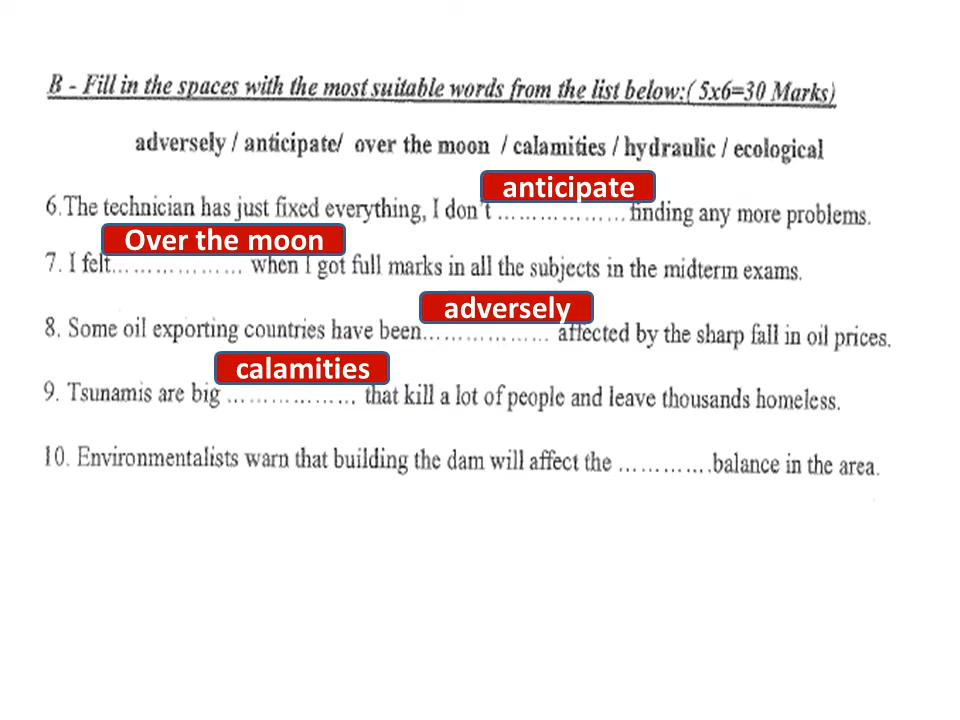 B - Fill in the spaces with the most suitable words from the list below:( 5x6=30 Marks)
adversely / anticipate/ over the moon / calamities / hydraulic / ecological
anticipate
6.The technician has just fixed everything, I don't ……………… finding any more problems.
Over the moon
7. I felt……………… when I got full marks in all the subjects in the midterm exams.
adversely
8. Some oil exporting countries have been……………… affected by the sharp fall in oil prices.
calamities
9. Tsunamis are big ……………… that kill a lot of people and leave thousands homeless.
10. Environmentalists warn that building the dam will affect the ………….balance in the area.